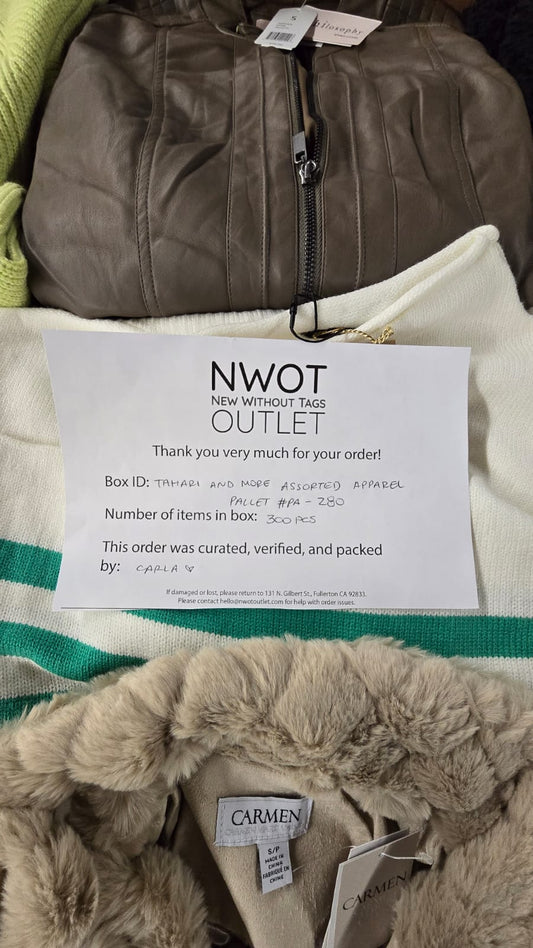 S
philosophy
NWOT
NEW WITHOUT TAGS
OUTLET
Thank you very much for your order!
Box ID: TAHARI AND MORE ASSORTED APPAREL
PALLET #PA-280
Number of items in box: 300 PCS
This order was curated, verified, and packed
by: CARLA ♡
If damaged or lost, please return to 131 N. Gilbert St., Fullerton CA 92833.
Please contact hello@nwotoutlet.com for help with order issues.
CARMEN
S/P
MADE IN
CHINA
FABRIQUÉ EN
CHINE
CARMEN